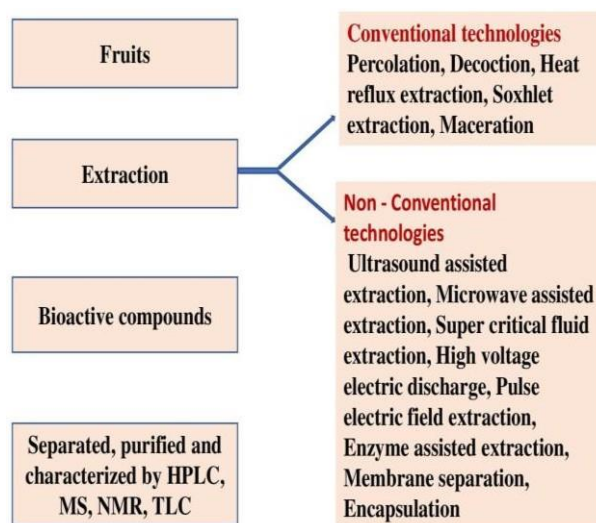 Fruits
Extraction
Bioactive compounds
Separated, purified and
characterized by HPLC,
MS, NMR, TLC
Conventional technologies
Percolation, Decoction, Heat
reflux extraction, Soxhlet
extraction, Maceration
Non - Conventional
technologies
Ultrasound assisted
extraction, Microwave assisted
extraction, Super critical fluid
extraction, High voltage
electric discharge, Pulse
electric field extraction,
Enzyme assisted extraction,
Membrane separation,
Encapsulation